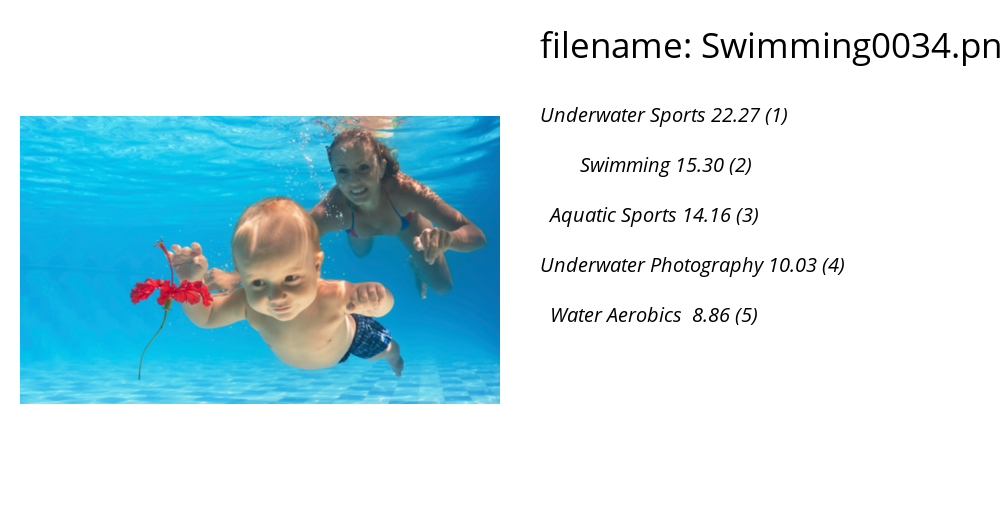 filename: Swimming0034.pn
Underwater Sports 22.27 (1)
Swimming 15.30 (2)
Aquatic Sports 14.16 (3)
Underwater Photography 10.03 (4)
Water Aerobics 8.86 (5)